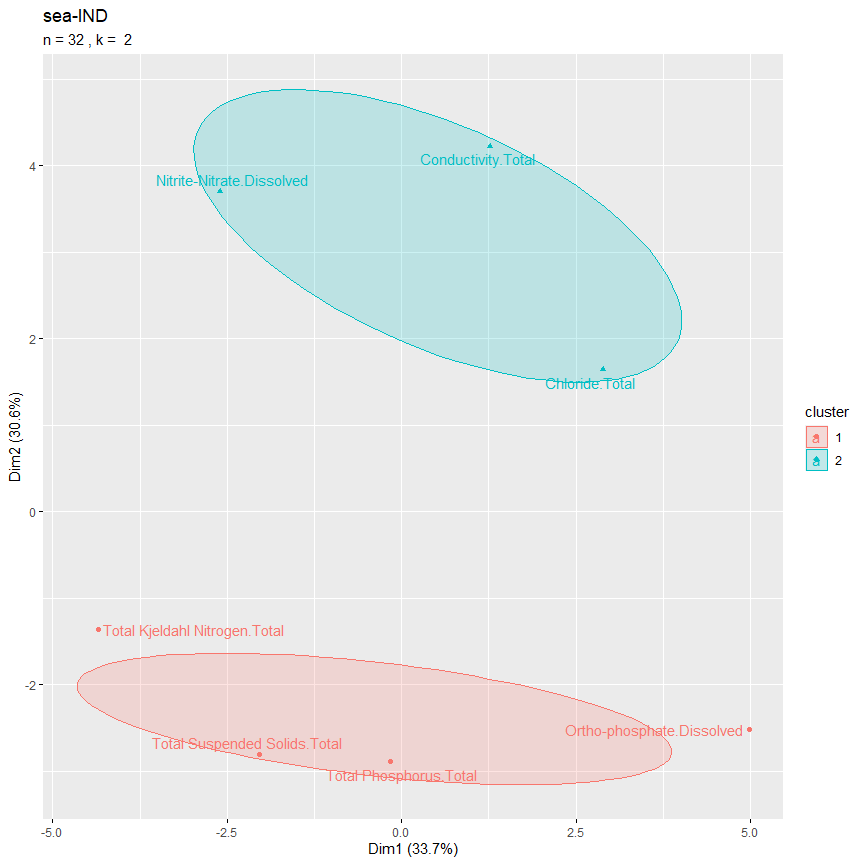 sea-IND
n = 32 , k =  2
Conductivity.Total
Nitrite-Nitrate.Dissolved
Chloride.Total
Total Kjeldahl Nitrogen.Total
Ortho-phosphate.Dissolved
Total Suspended Solids.Total
Total Phosphorus.Total
4
2
0
-2
Dim2 (30.6%)
-5.0
-2.5
0.0
2.5
5.0
Dim1 (33.7%)
cluster
1
2